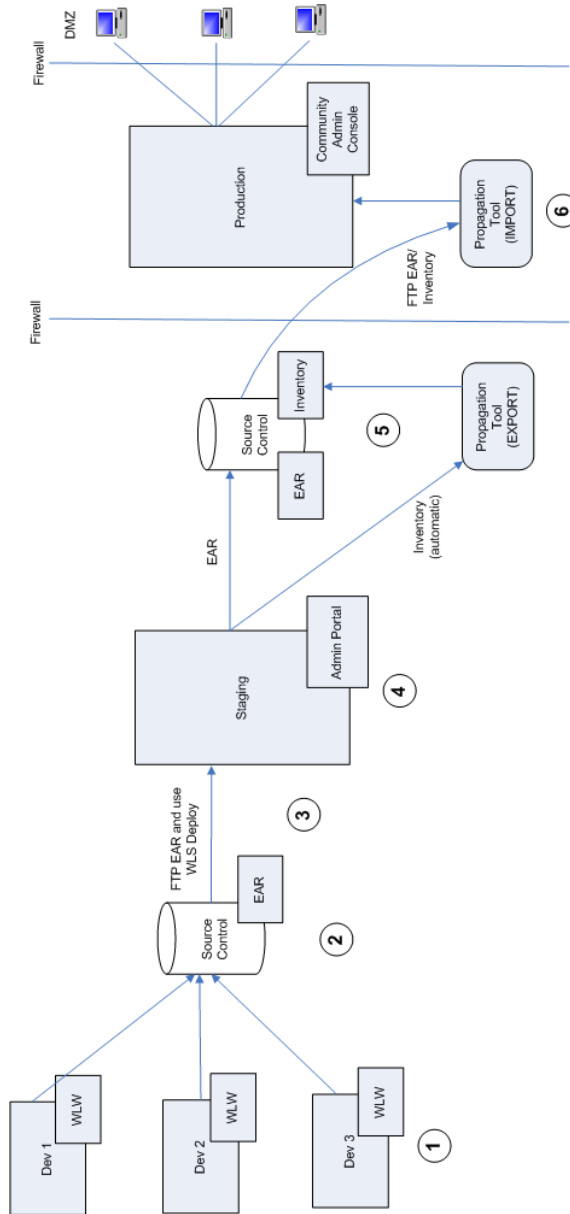 Dev 1
WLW
Dev 2
WLW
Dev 3
WLW
1
Source
Control
EAR
2
FTP EAR and use
WLS Deploy
3
Staging
Admin Portal
4
EAR
Inventory
(automatic)
Source
Control
EAR
Inventory
5
Propagation
Tool
(EXPORT)
Firewall
FTP EAR/
Inventory
Production
Community
Admin
Console
Propagation
Tool
(IMPORT)
6
Firewall
DMZ